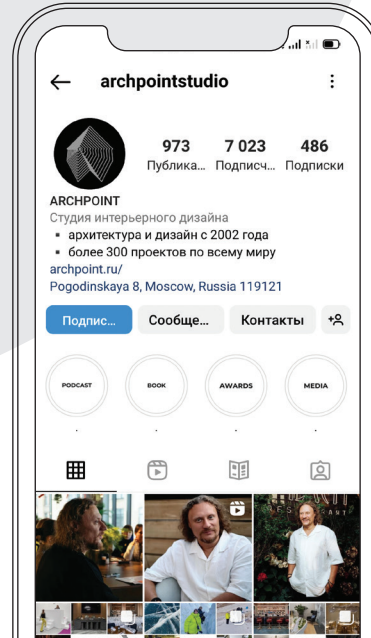 archpointstudio
973 7 023 486
Публика... Подписч... Подписки
ARCHPOINT
Студия интерьерного дизайна
▪ архитектура и дизайн с 2002 года
▪ более 300 проектов по всему миру
archpoint.ru/
Pogodinskaya 8, Moscow, Russia 119121
Подпис... Сообще... Контакты
PODCAST BOOK AWARDS MEDIA
RESTAURANT